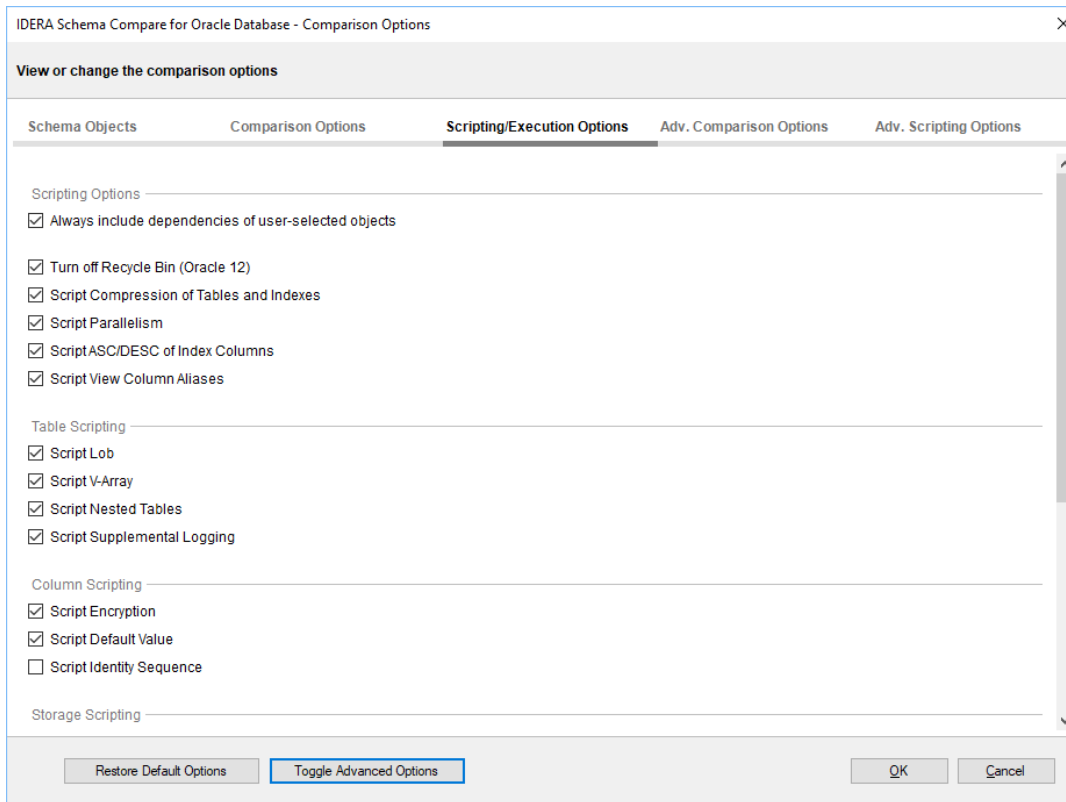 IDERA Schema Compare for Oracle Database - Comparison Options
View or change the comparison options
Schema Objects Comparison Options Scripting/Execution Options Adv. Comparison Options Adv. Scripting Options
Scripting Options
Always include dependencies of user-selected objects
Turn off Recycle Bin (Oracle 12)
Script Compression of Tables and Indexes
Script Parallelism
Script ASC/DESC of Index Columns
Script View Column Aliases
Table Scripting
Script Lob
Script V-Array
Script Nested Tables
Script Supplemental Logging
Column Scripting
Script Encryption
Script Default Value
Script Identity Sequence
Storage Scripting
Restore Default Options Toggle Advanced Options OK Cancel